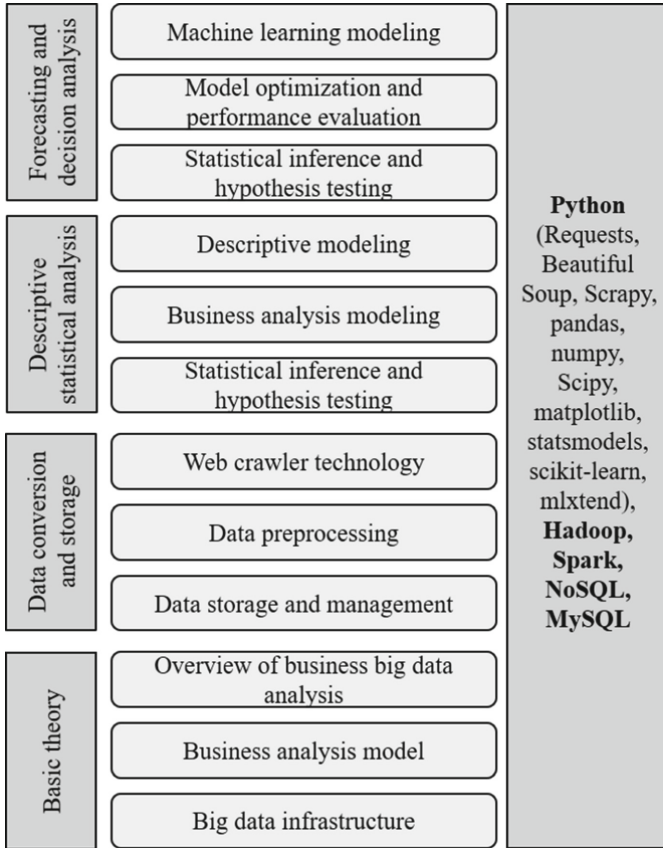 Forecasting and
decision analysis
Machine learning modeling
Model optimization and
performance evaluation
Statistical inference and
hypothesis testing
Descriptive
statistical analysis
Descriptive modeling
Business analysis modeling
Statistical inference and
hypothesis testing
Data conversion
and storage
Web crawler technology
Data preprocessing
Data storage and management
Basic theory
Overview of business big data
analysis
Business analysis model
Big data infrastructure
Python
(Requests,
Beautiful
Soup, Scrapy,
pandas,
numpy,
Scipy,
matplotlib,
statsmodels,
scikit-learn,
mlxtend),
Hadoop,
Spark,
NoSQL,
MySQL